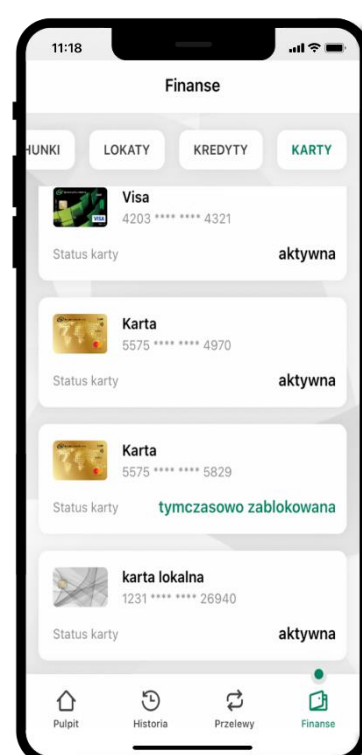 11:18
Finanse
HUNKI LOKATY KREDYTY KARTY
Visa
4203 **** **** 4321
Status karty aktywna
Karta
5575 **** **** 4970
Status karty aktywna
Karta
5575 **** **** 5829
Status karty tymczasowo zablokowana
karta lokalna
1231 **** **** 26940
Status karty aktywna
Pulpit Historia Przelewy Finanse